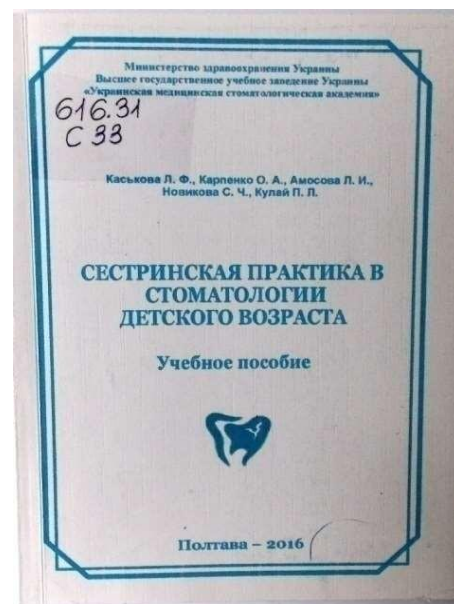 Министерство здравоохранения Украины
Высшее государственное учебное заведение Украины
«Украинская медицинская стоматологическая академия»
616.31
С 33
Каськова Л. Ф., Карпенко О. А., Амосова Л. И.,
Новикова С. Ч., Кулай П. Л.
СЕСТРИНСКАЯ ПРАКТИКА В
СТОМАТОЛОГИИ
ДЕТСКОГО ВОЗРАСТА
Учебное пособие
Полтава – 2016